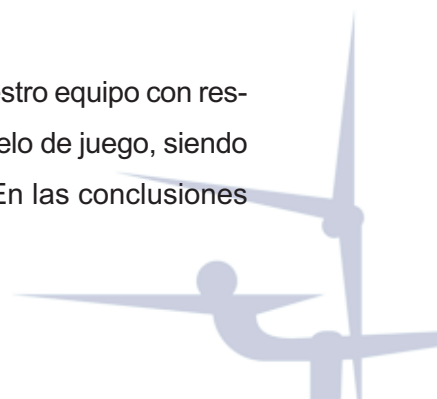 stro equipo con res-
elo de juego, siendo
En las conclusiones